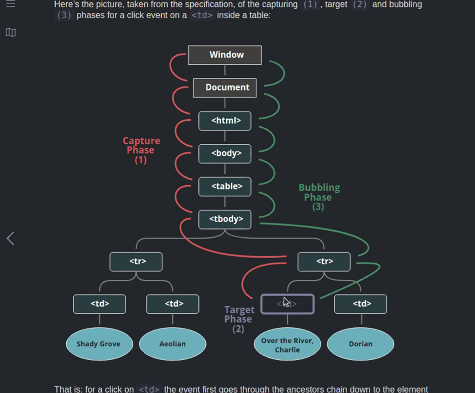 Here's the picture, taken from the specification, of the capturing (1), target (2) and bubbling
(3) phases for a click event on a <td> inside a table:
Window
Document
<html>
Capture
Phase
(1)
<body>
<table>
Bubbling
Phase
(3)
<tbody>
<tr>
<tr>
<td>
<td>
<td>
Target
Phase
(2)
Shady Grove
Aeolian
Over the River,
Charlie
Dorian
That is: for a click on <td> the event first goes through the ancestors chain down to the element